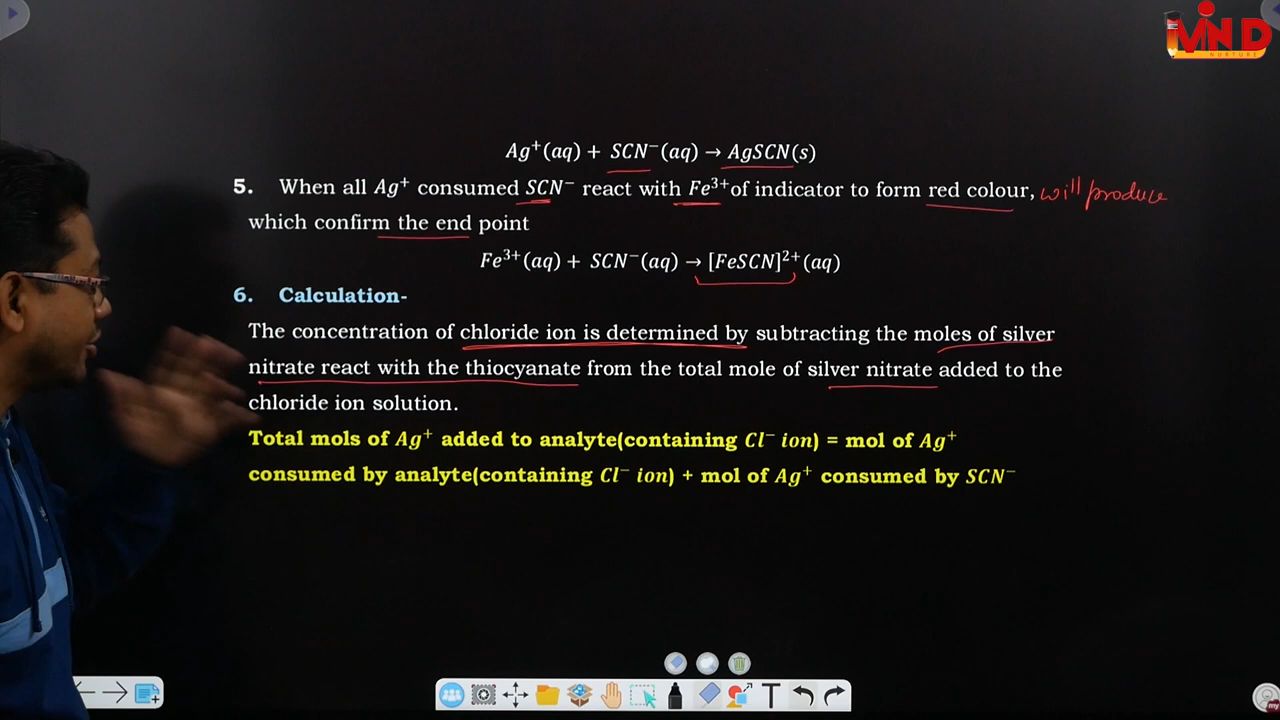 MIND
NURTURE
Ag⁺(aq) + SCN⁻(aq) → AgSCN(s)
5. When all Ag⁺ consumed SCN⁻ react with Fe³⁺of indicator to form red colour, will produce
which confirm the end point
Fe³⁺(aq) + SCN⁻(aq) → [FeSCN]²⁺(aq)
6. Calculation-
The concentration of chloride ion is determined by subtracting the moles of silver
nitrate react with the thiocyanate from the total mole of silver nitrate added to the
chloride ion solution.
Total mols of Ag⁺ added to analyte(containing Cl⁻ ion) = mol of Ag⁺
consumed by analyte(containing Cl⁻ ion) + mol of Ag⁺ consumed by SCN⁻
T
my